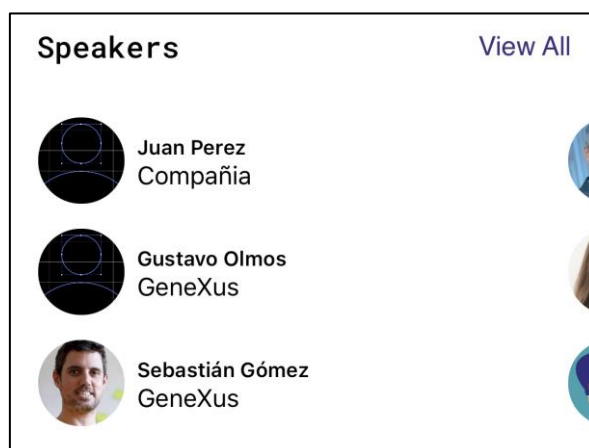 Speakers
View All
Juan Perez
Compañia
Gustavo Olmos
GeneXus
Sebastián Gómez
GeneXus